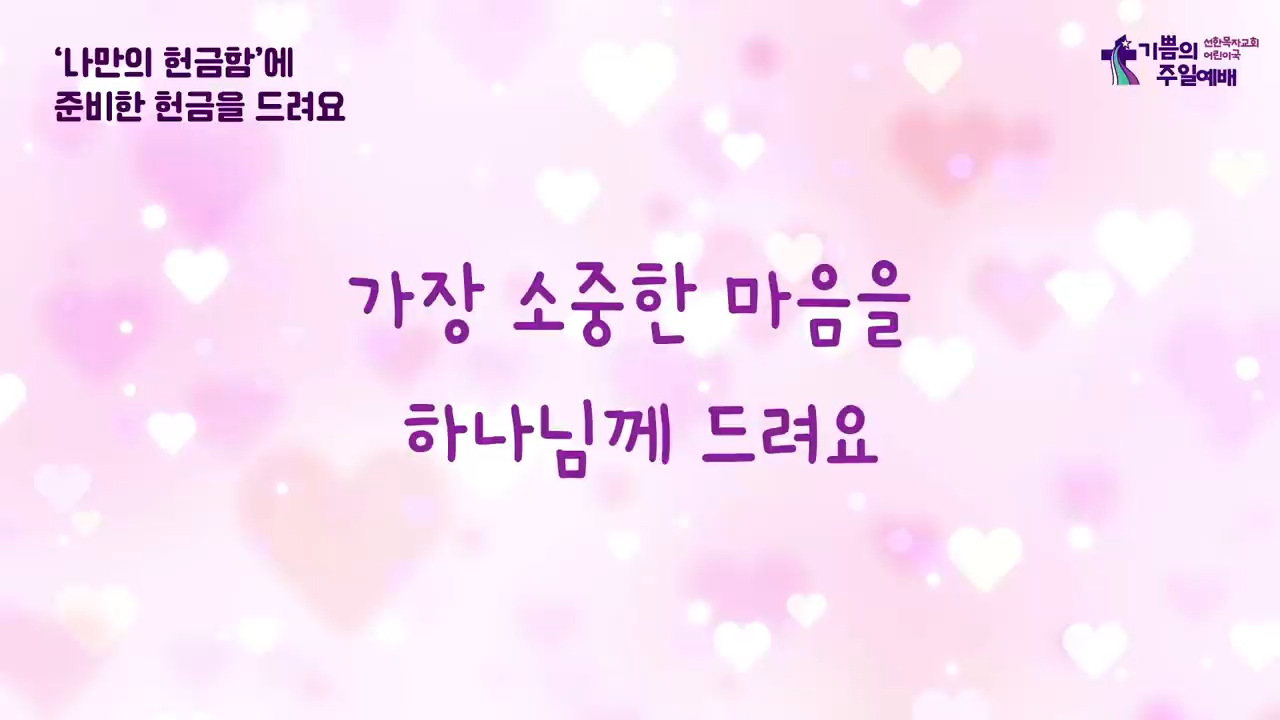 '나만의 헌금함'에
준비한 헌금을 드려요
기쁨의
선한목자교회
어린이국
주일예배
가장 소중한 마음을
하나님께 드려요